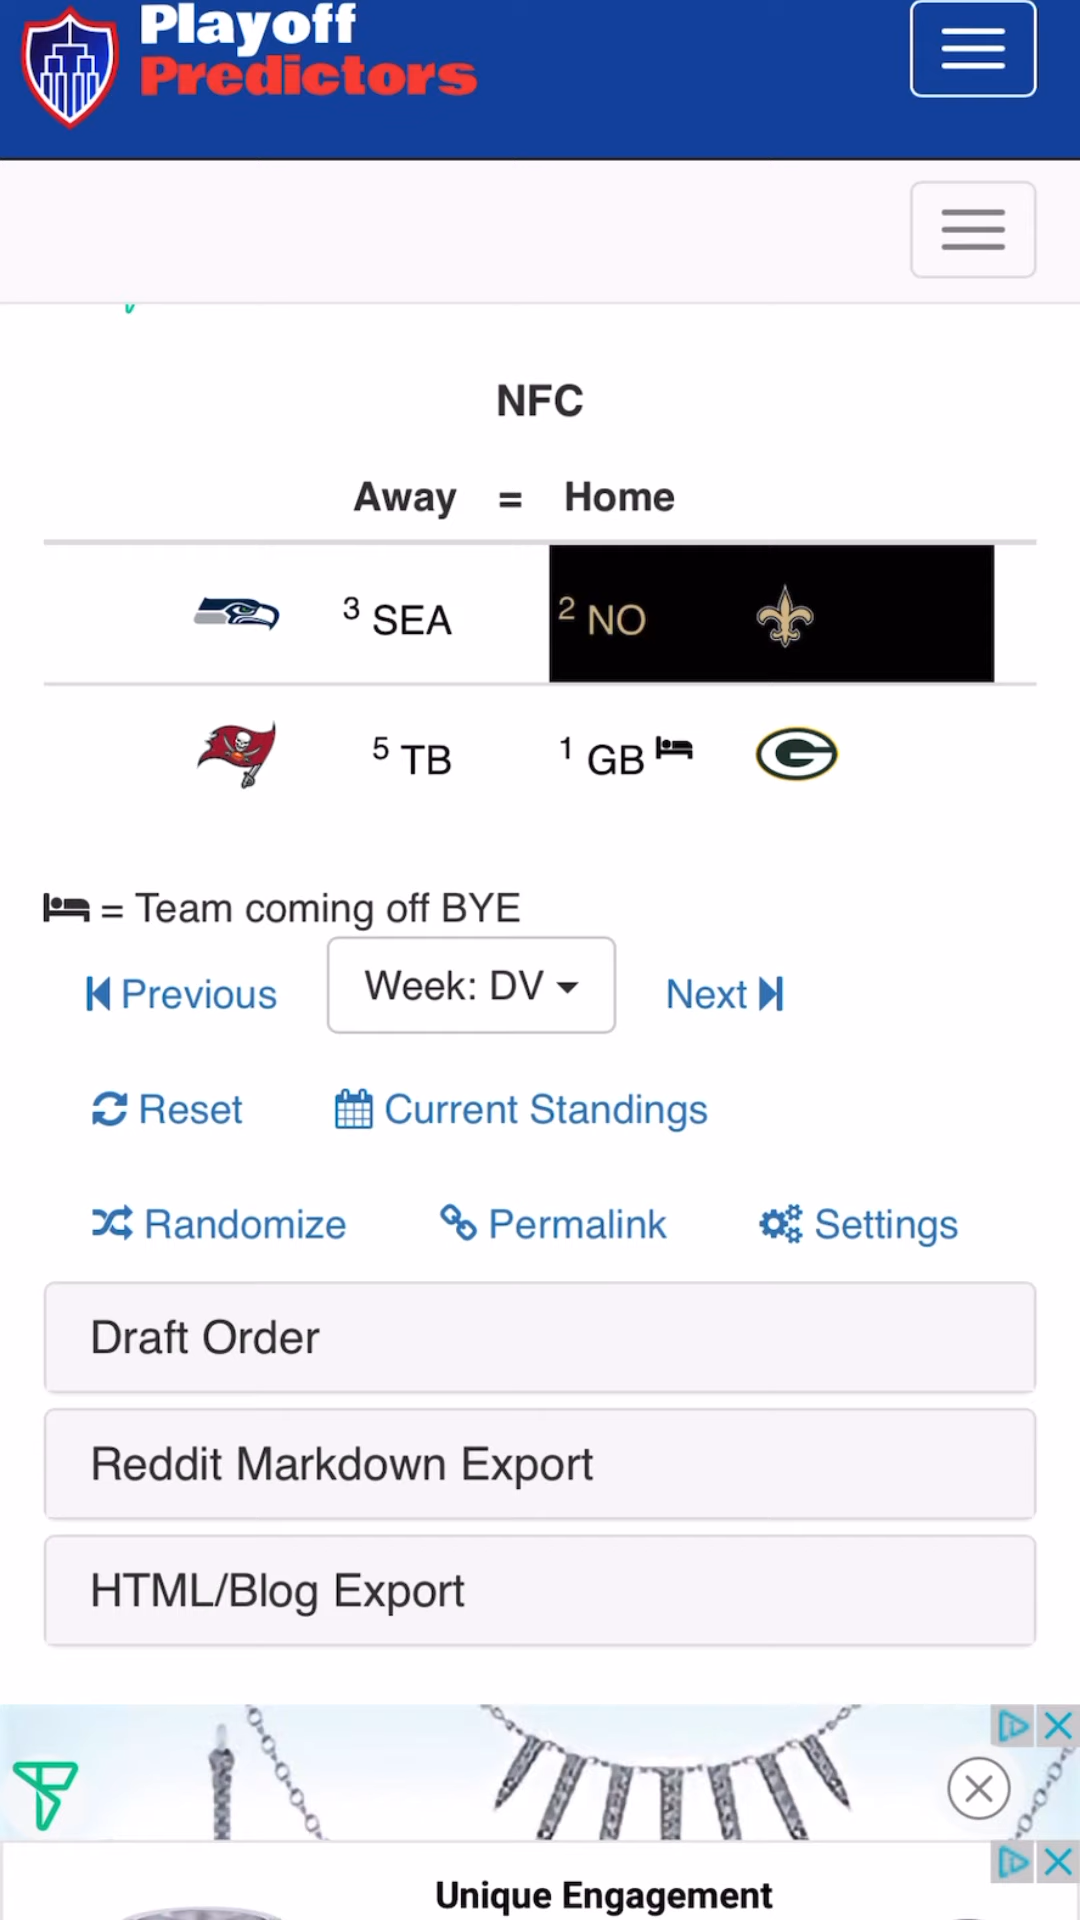 Playoff
Predictors
NFC
Away = Home
3 SEA 2 NO
5 TB 1 GB
= Team coming off BYE
Previous Week: DV Next
Reset Current Standings
Randomize Permalink Settings
Draft Order
Reddit Markdown Export
HTML/Blog Export
Unique Engagement